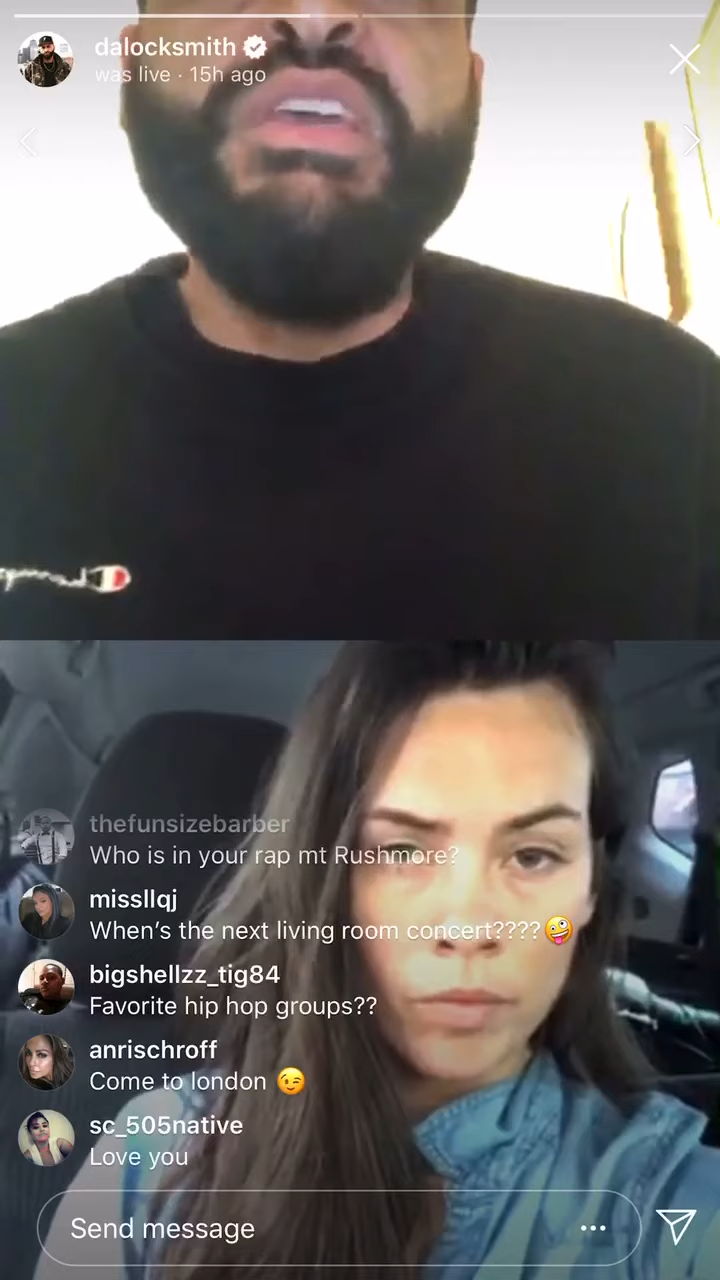 dalocksmith
was live · 15h ago
thefunsizebarber
Who is in your rap mt Rushmore?
missllqj
When's the next living room concert????🤪
bigshellzz_tig84
Favorite hip hop groups??
anrischroff
Come to london 😉
sc_505native
Love you
Send message